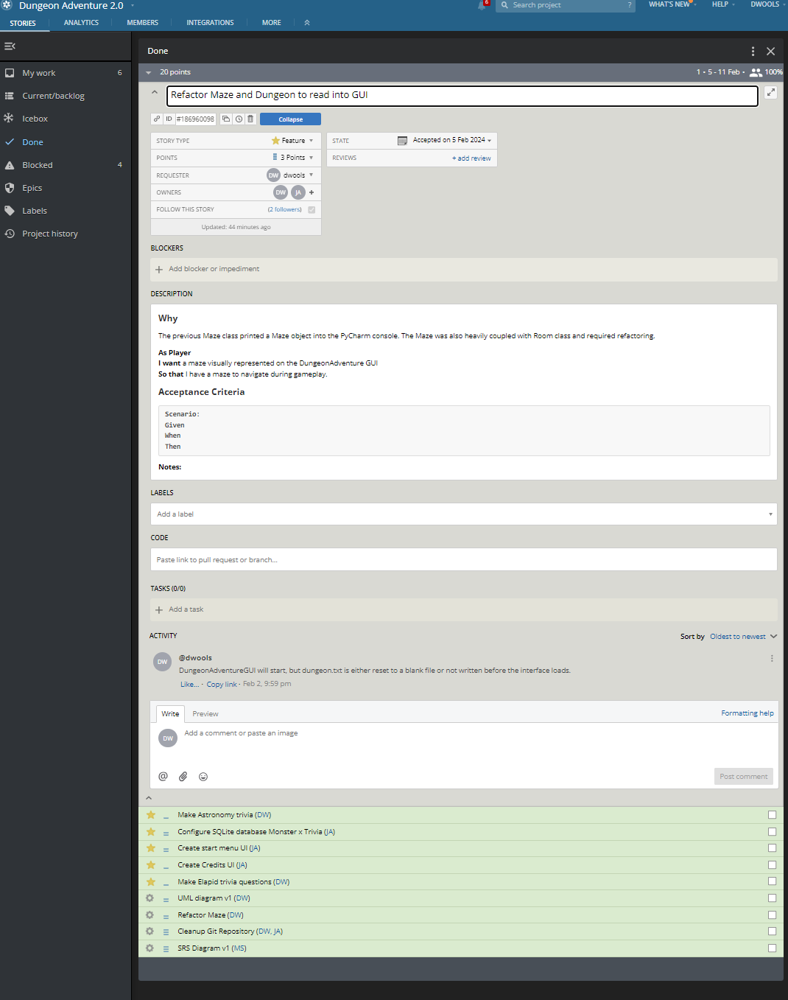 Dungeon Adventure 2.0
6
Search project
?
WHAT'S NEW
HELP
DWOOLS
STORIES
ANALYTICS
MEMBERS
INTEGRATIONS
MORE
My work 6
Current/backlog
Icebox
Done
Blocked 4
Epics
Labels
Project history
Done
20 points
1 • 5 - 11 Feb • 100%
Refactor Maze and Dungeon to read into GUI
ID #186960098
Collapse
STORY TYPE Feature
POINTS 3 Points
REQUESTER DW dwools
OWNERS DW JA +
FOLLOW THIS STORY (2 followers)
Updated: 44 minutes ago
STATE Accepted on 5 Feb 2024
REVIEWS + add review
BLOCKERS
+ Add blocker or impediment
DESCRIPTION
Why
The previous Maze class printed a Maze object into the PyCharm console. The Maze was also heavily coupled with Room class and required refactoring.
As Player
I want a maze visually represented on the DungeonAdventure GUI
So that I have a maze to navigate during gameplay.
Acceptance Criteria
Scenario:
Given
When
Then
Notes:
LABELS
Add a label
CODE
Paste link to pull request or branch...
TASKS (0/0)
+ Add a task
ACTIVITY
Sort by Oldest to newest
DW @dwools
DungeonAdventureGUI will start, but dungeon.txt is either reset to a blank file or not written before the interface loads.
Like... • Copy link • Feb 2, 9:59 pm
Write Preview Formatting help
DW Add a comment or paste an image
@ Post comment
Make Astronomy trivia (DW)
Configure SQLite database Monster x Trivia (JA)
Create start menu UI (JA)
Create Credits UI (JA)
Make Elapid trivia questions (DW)
UML diagram v1 (DW)
Refactor Maze (DW)
Cleanup Git Repository (DW, JA)
SRS Diagram v1 (MS)